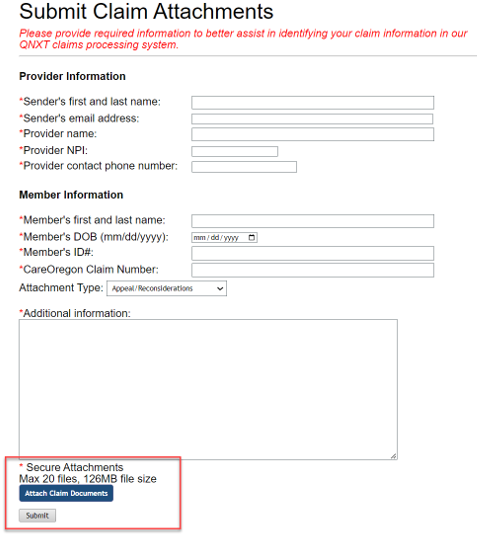 Submit Claim Attachments
Please provide required information to better assist in identifying your claim information in our
QNXT claims processing system.
Provider Information
*Sender's first and last name:
*Sender's email address:
*Provider name:
*Provider NPI:
*Provider contact phone number:
Member Information
*Member's first and last name:
*Member's DOB (mm/dd/yyyy): mm/dd/yyyy
*Member's ID#:
*CareOregon Claim Number:
Attachment Type: Appeal/Reconsiderations
*Additional information:
* Secure Attachments
Max 20 files, 126MB file size
Attach Claim Documents
Submit